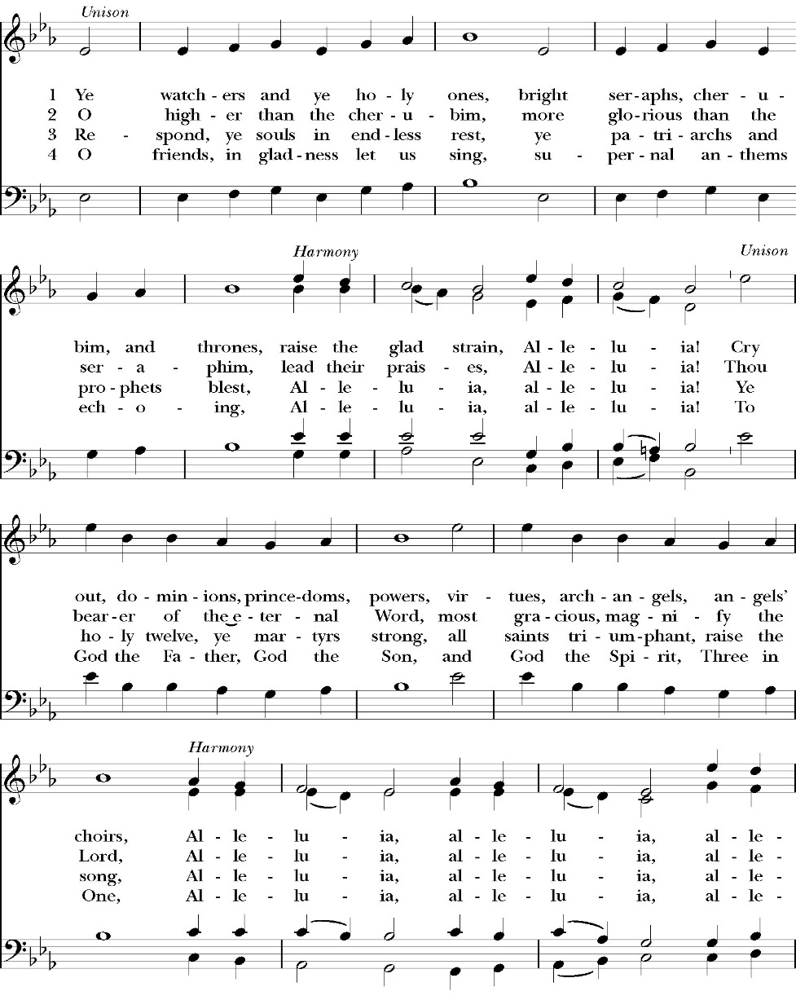 Unison
1 Ye watch - ers and ye ho - ly ones, bright ser - aphs, cher - u -
2 O high - er than the cher - u - bim, more glo - rious than the
3 Re - spond, ye souls in end - less rest, ye pa - tri - archs and
4 O friends, in glad - ness let us sing, su - per - nal an - thems
Harmony Unison
bim, and thrones, raise the glad strain, Al - le - lu - ia! Cry
ser - a - phim, lead their prais - es, Al - le - lu - ia! Thou
pro - phets blest, Al - le - lu - ia, al - le - lu - ia! Ye
ech - o - ing, Al - le - lu - ia, al - le - lu - ia! To
out, do - min - ions, prince - doms, powers, vir - tues, arch - an - gels, an - gels’
bear - er of the e - ter - nal Word, most gra - cious, mag - ni - fy the
ho - ly twelve, ye mar - tyrs strong, all saints tri - um - phant, raise the
God the Fa - ther, God the Son, and God the Spi - rit, Three in
Harmony
choirs, Al - le - lu - ia, al - le - lu - ia, al - le -
Lord, Al - le - lu - ia, al - le - lu - ia, al - le -
song, Al - le - lu - ia, al - le - lu - ia, al - le -
One, Al - le - lu - ia, al - le - lu - ia, al - le -